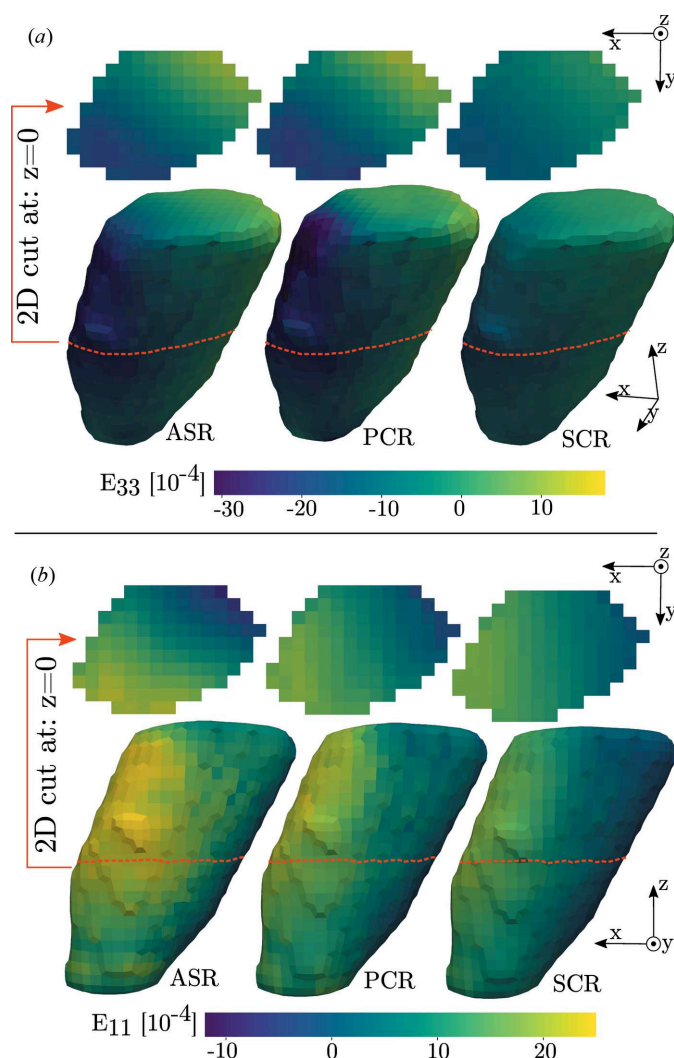 (a)
z
x
y
2D cut at: z=0
z
x
y
ASR
PCR
SCR
E33 [10-4]
-30
-20
-10
0
10
(b)
z
x
y
2D cut at: z=0
z
x
y
ASR
PCR
SCR
E11 [10-4]
-10
0
10
20